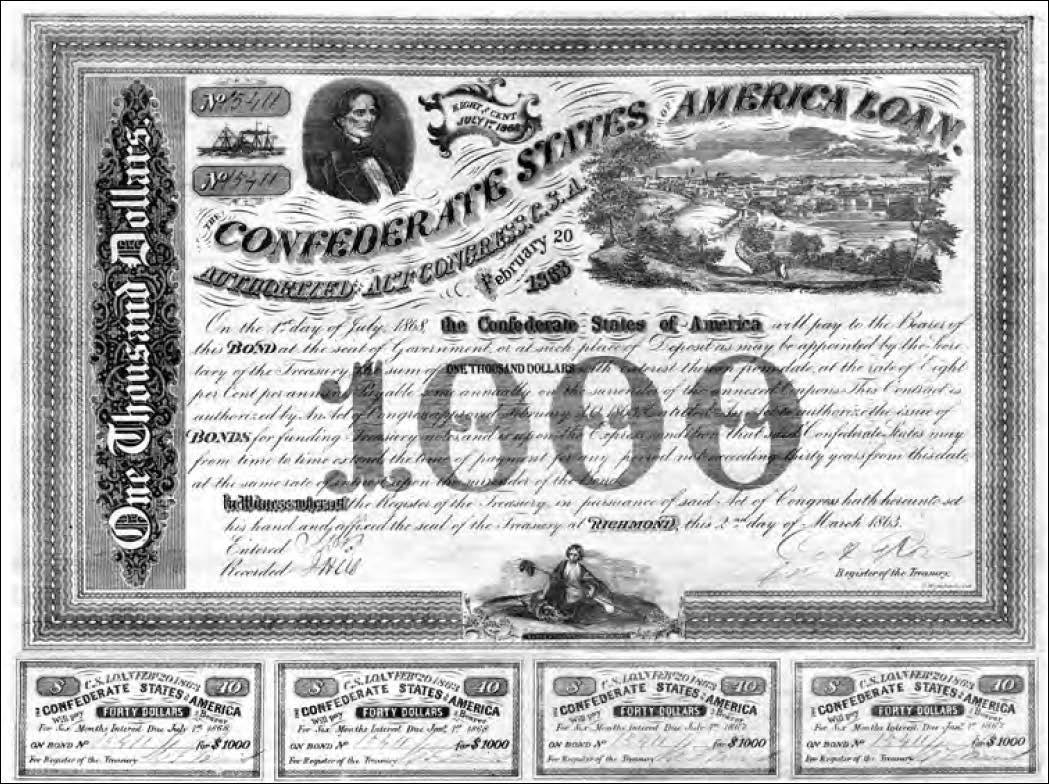 One Thousand Dollars.
No 5411
No 5411
EIGHT P CENT
JULY 1st 1868
THE CONFEDERATE STATES OF AMERICA LOAN.
AUTHORIZED BY ACT CONGRESS. C.S.A.
February 20
1863
On the 1st day of July, 1868, the Confederate States of America will pay to the Bearer of
this BOND at the seat of Government, or at such place of Deposit as may be appointed by the Secre
tary of the Treasury the sum of ONE THOUSAND DOLLARS with interest thereon from date, at the rate of Eight
per Cent per annum Payable semi annually on the surrender of the annexed Coupons. This Contract is
authorized by An Act of Congress approved February 20, 1863, Entitled An Act to authorize the issue of
BONDS for funding Treasury notes, and is upon the Express condition that said Confederate States may
from time to time extend the time of payment for any period not exceeding thirty years from this date,
at the same rate of interest upon the surrender of the Bond.
1000
In Witness whereof the Register of the Treasury, in pursuance of said Act of Congress hath hereunto set
his hand and affixed the seal of the Treasury at RICHMOND, this 2nd day of March 1863.
Entered
Recorded
Register of the Treasury.
8 C.S. LOAN FEBy 20 1863 40
THE CONFEDERATE STATES OF AMERICA
Will pay FORTY DOLLARS to Bearer
For Six Months Interest Due July 1st 1868
ON BOND No 5411 for $1000
For Register of the Treasury
8 C.S. LOAN FEBy 20 1863 40
THE CONFEDERATE STATES OF AMERICA
Will pay FORTY DOLLARS to Bearer
For Six Months Interest Due Jany 1st 1868
ON BOND No 5411 for $1000
For Register of the Treasury
8 C.S. LOAN FEBy 20 1863 40
THE CONFEDERATE STATES OF AMERICA
Will pay FORTY DOLLARS to Bearer
For Six Months Interest Due July 1st 1867
ON BOND No 5411 for $1000
For Register of the Treasury
8 C.S. LOAN FEBy 20 1863 40
THE CONFEDERATE STATES OF AMERICA
Will pay FORTY DOLLARS to Bearer
For Six Months Interest Due Jany 1st 1867
ON BOND No 5411 for $1000
For Register of the Treasury